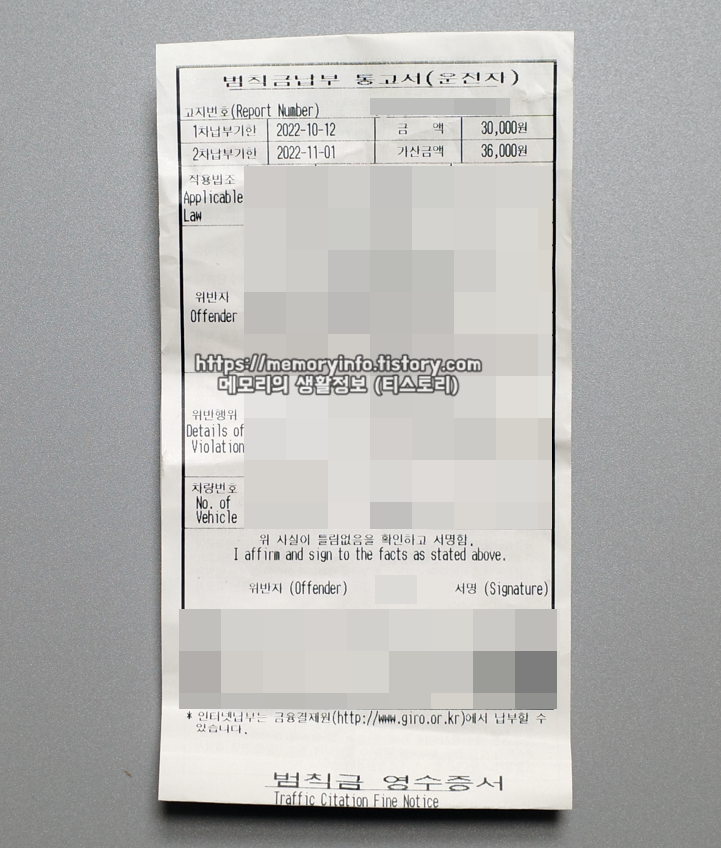 범칙금납부 통고서(운전자)
고지번호(Report Number)
1차납부기한 2022-10-12 금 액 30,000원
2차납부기한 2022-11-01 가산금액 36,000원
적용법조
Applicable
Law
위반자
Offender
https://memoryinfo.tistory.com
메모리의 생활정보 (티스토리)
위반행위
Details of
Violation
차량번호
No. of
Vehicle
위 사실이 틀림없음을 확인하고 서명함.
I affirm and sign to the facts as stated above.
위반자 (Offender) 서명 (Signature)
* 인터넷납부는 금융결제원(http://www.giro.or.kr)에서 납부할 수
있습니다.
범칙금 영수증서
Traffic Citation Fine Notice